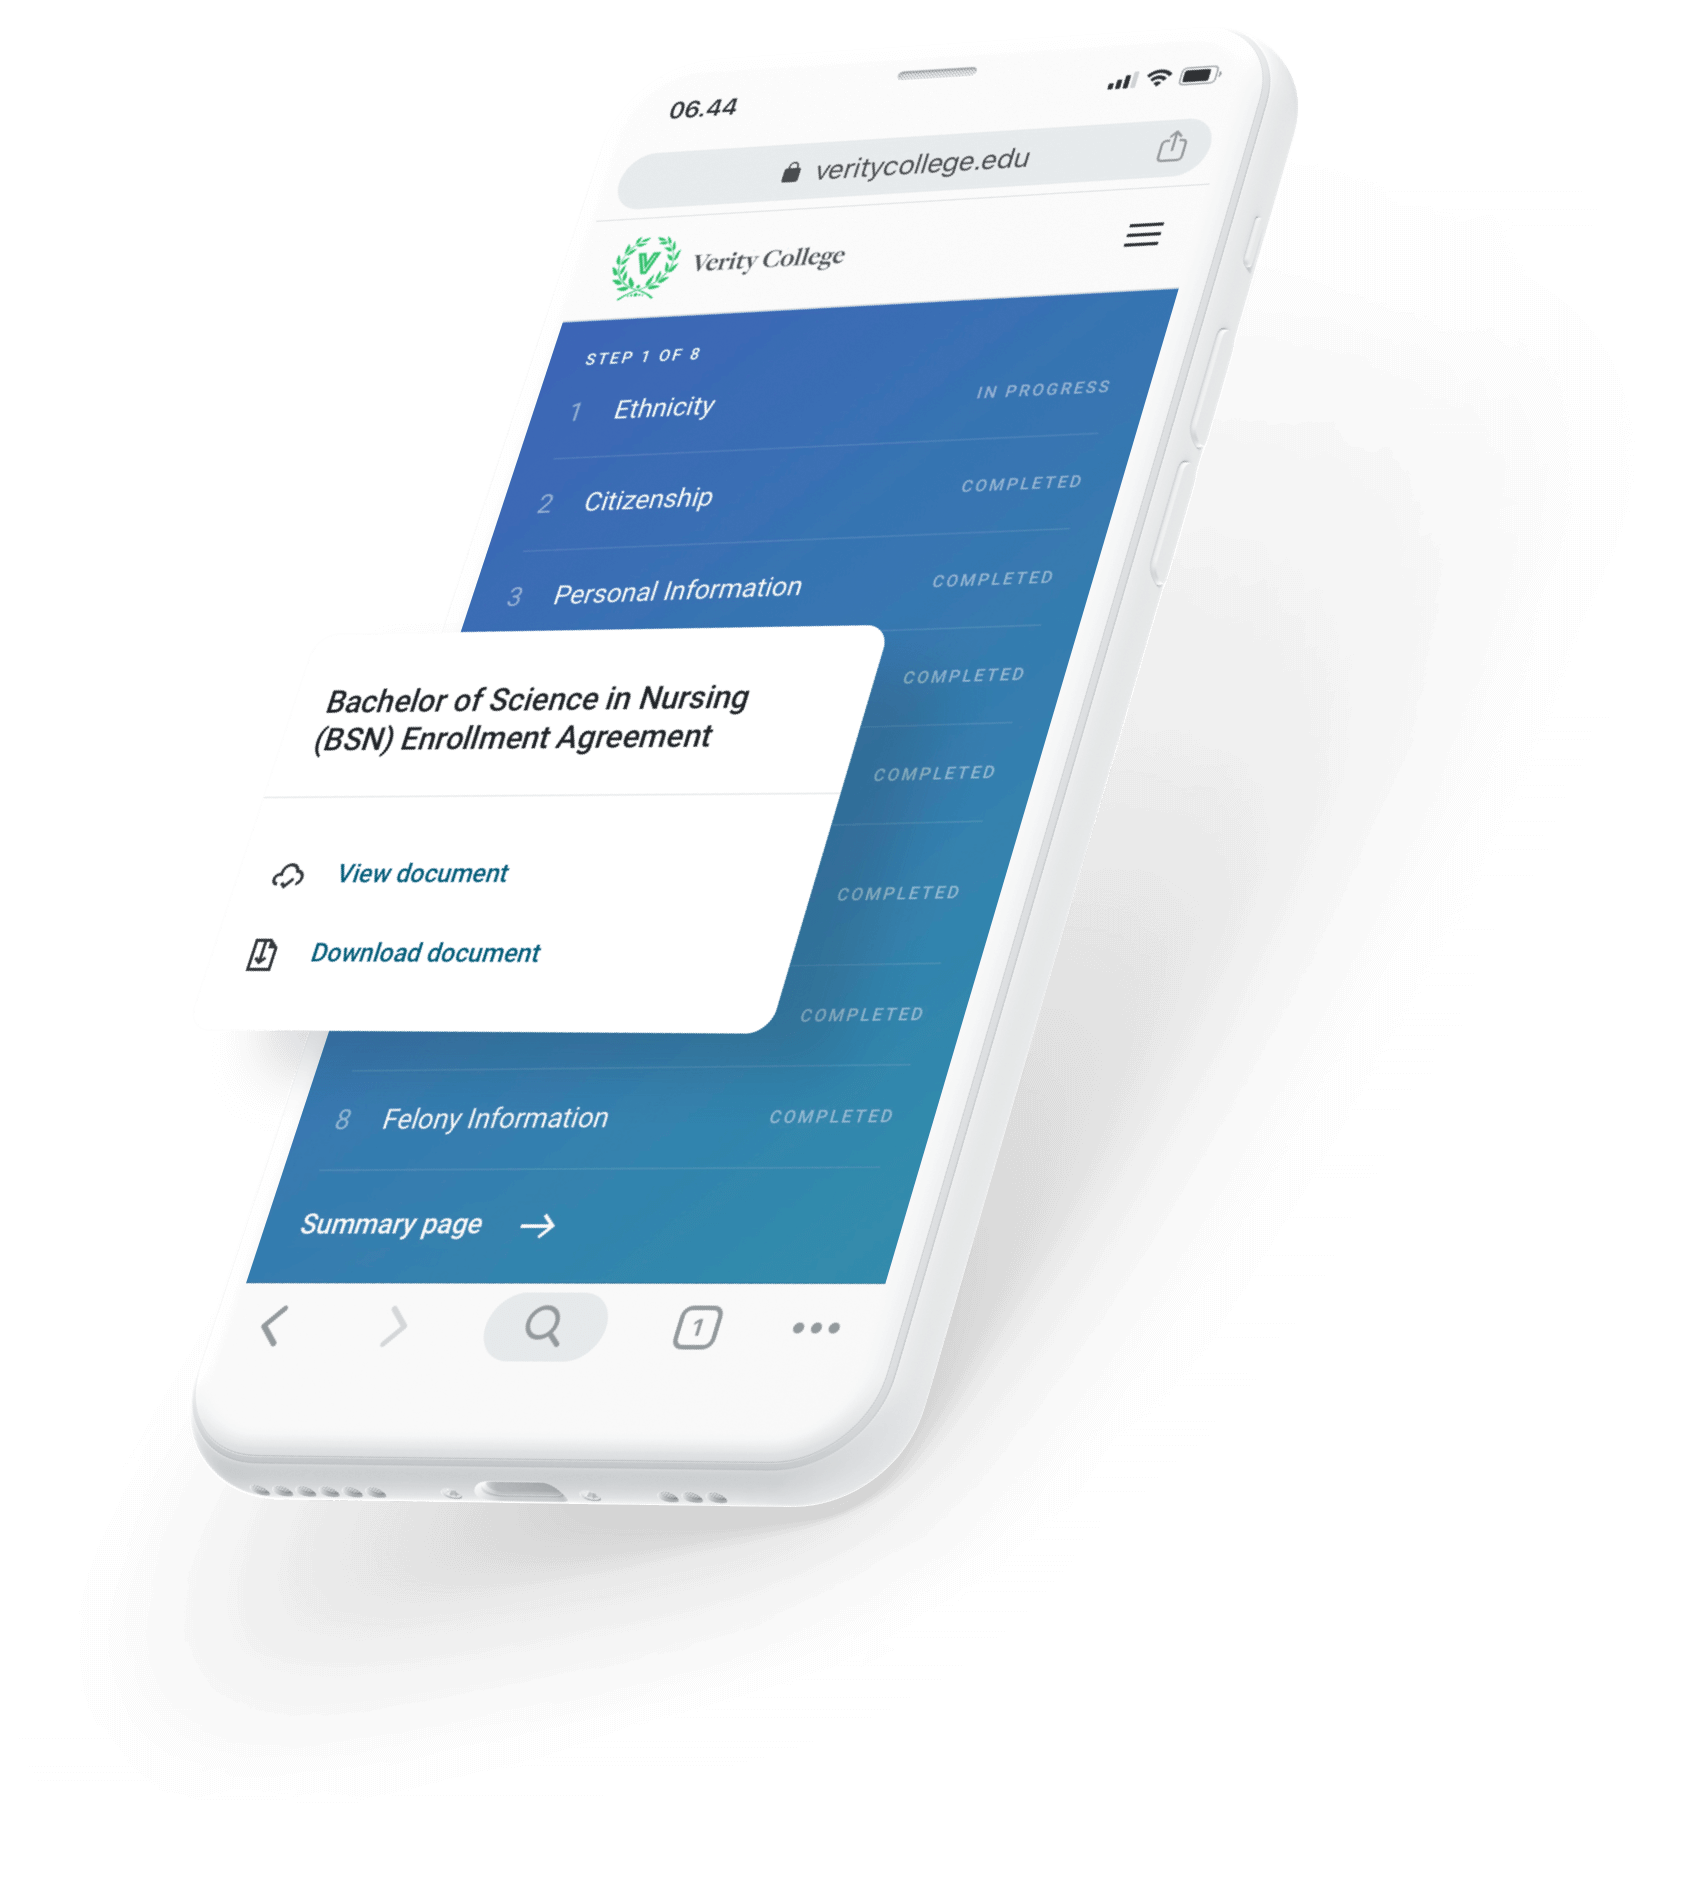 06.44
veritycollege.edu
V
Verity College
STEP 1 OF 8
1 Ethnicity IN PROGRESS
2 Citizenship COMPLETED
3 Personal Information COMPLETED
COMPLETED
Bachelor of Science in Nursing
(BSN) Enrollment Agreement
COMPLETED
View document
COMPLETED
Download document
COMPLETED
8 Felony Information COMPLETED
Summary page
1